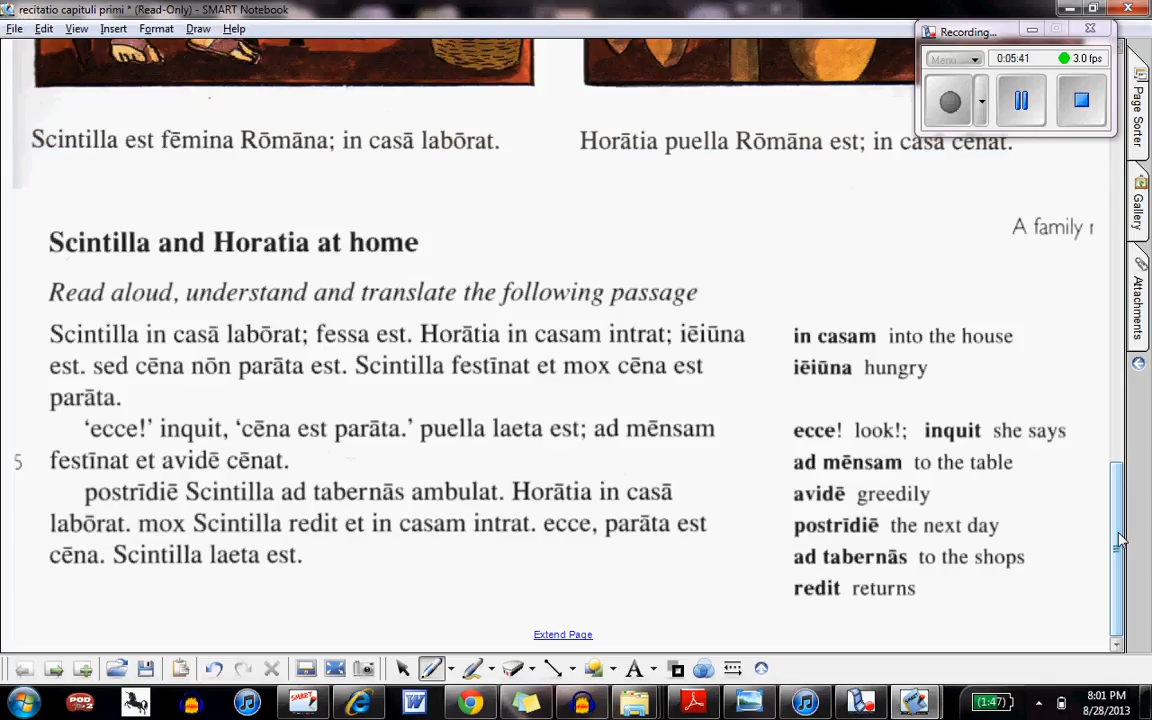 recitatio capituli primi * (Read-Only) - SMART Notebook
File Edit View Insert Format Draw Help
Recording...
Menu 0:05:41 3.0 fps
Scintilla est fēmina Rōmāna; in casā labōrat.
Horātia puella Rōmāna est; in casā cēnat.
A family
Scintilla and Horatia at home
Read aloud, understand and translate the following passage
Scintilla in casā labōrat; fessa est. Horātia in casam intrat; iēiūna
est. sed cēna nōn parāta est. Scintilla festīnat et mox cēna est
parāta.
‘ecce!’ inquit, ‘cēna est parāta.’ puella laeta est; ad mēnsam
5 festīnat et avidē cēnat.
postrīdiē Scintilla ad tabernās ambulat. Horātia in casā
labōrat. mox Scintilla redit et in casam intrat. ecce, parāta est
cēna. Scintilla laeta est.
in casam into the house
iēiūna hungry
ecce! look!; inquit she says
ad mēnsam to the table
avidē greedily
postrīdiē the next day
ad tabernās to the shops
redit returns
Extend Page
Page Sorter
Gallery
Attachments
(1:47)
8:01 PM
8/28/2013